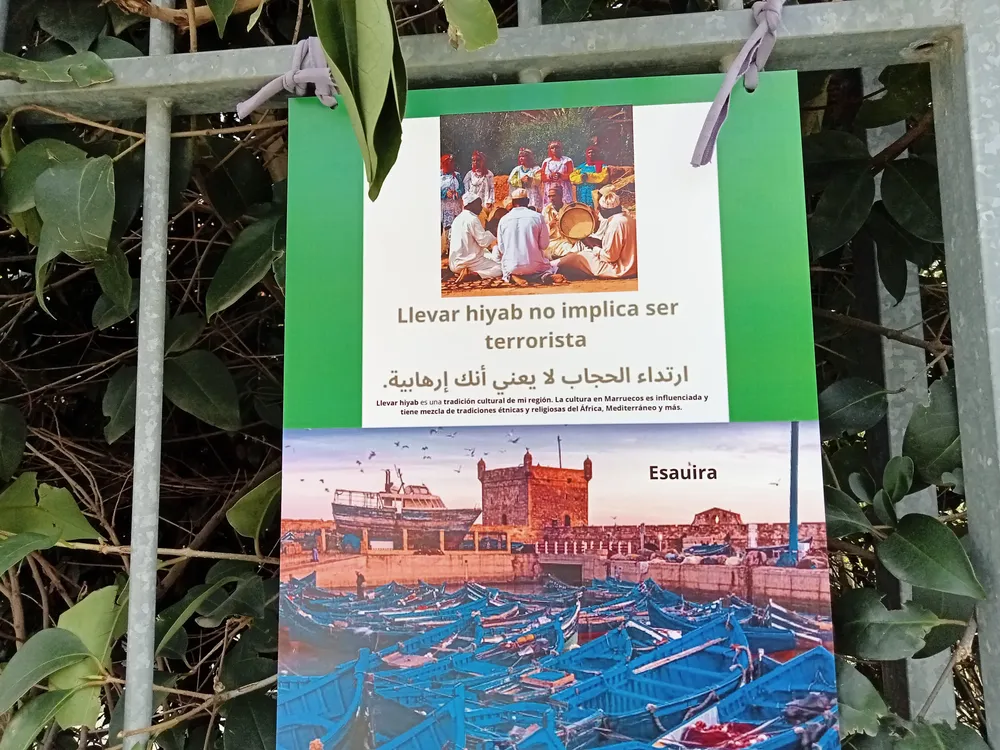 Llevar hiyab no implica ser
terrorista
ارتداء الحجاب لا يعني أنك إرهابية.
Llevar hiyab es una tradición cultural de mi región. La cultura en Marruecos es influenciada y
tiene mezcla de tradiciones étnicas y religiosas del África, Mediterráneo y más.
Esauira